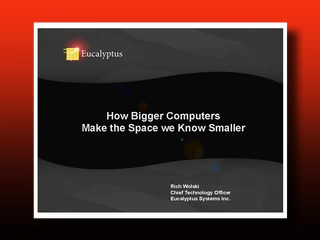 Eucalyptus
How Bigger Computers
Make the Space we Know Smaller
Rich Wolski
Chief Technology Officer
Eucalyptus Systems Inc.